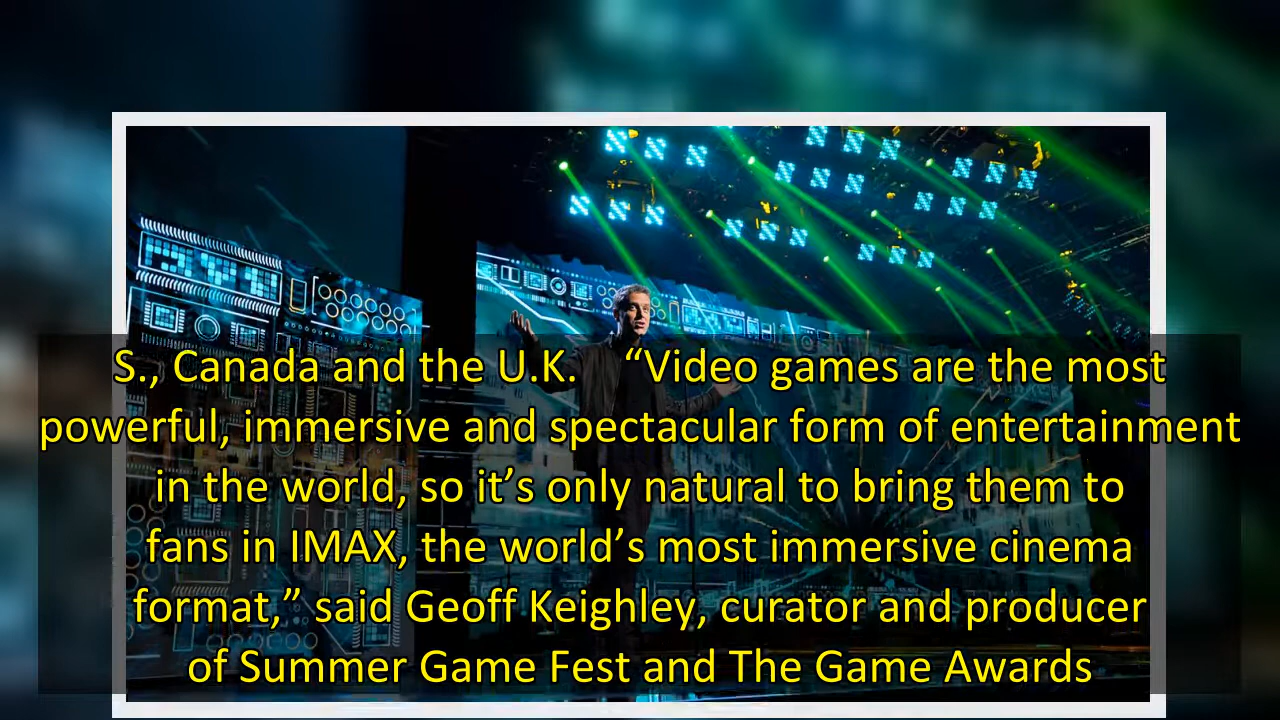 S., Canada and the U.K.   “Video games are the most
powerful, immersive and spectacular form of entertainment
in the world, so it’s only natural to bring them to
fans in IMAX, the world’s most immersive cinema
format,” said Geoff Keighley, curator and producer
of Summer Game Fest and The Game Awards